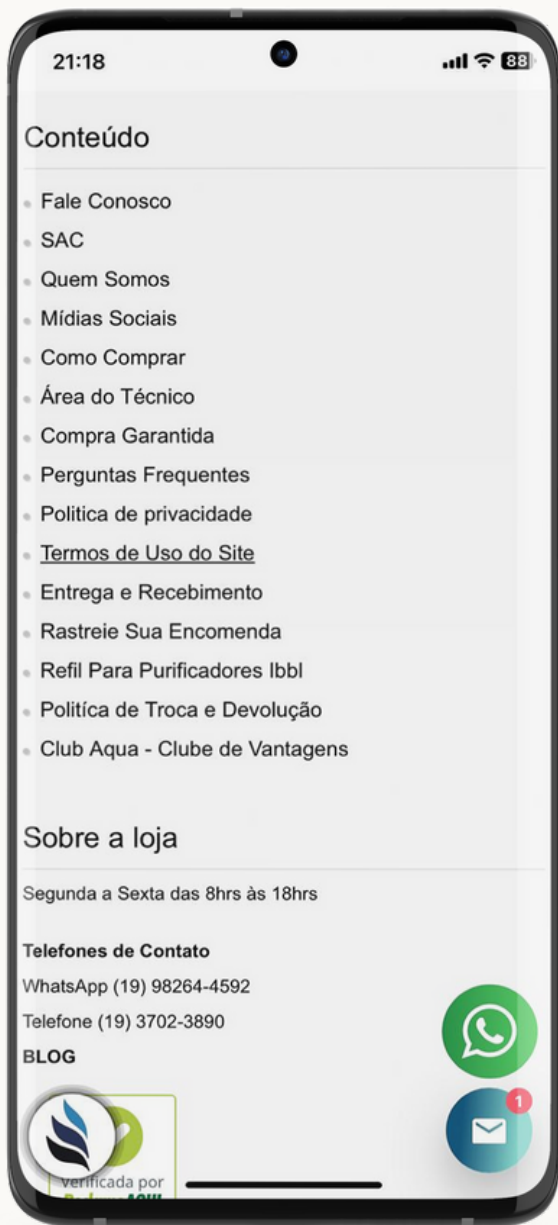 21:18
88
Conteúdo
Fale Conosco
SAC
Quem Somos
Mídias Sociais
Como Comprar
Área do Técnico
Compra Garantida
Perguntas Frequentes
Politica de privacidade
Termos de Uso do Site
Entrega e Recebimento
Rastreie Sua Encomenda
Refil Para Purificadores Ibbl
Politíca de Troca e Devolução
Club Aqua - Clube de Vantagens
Sobre a loja
Segunda a Sexta das 8hrs às 18hrs
Telefones de Contato
WhatsApp (19) 98264-4592
Telefone (19) 3702-3890
BLOG
1
Verificada por